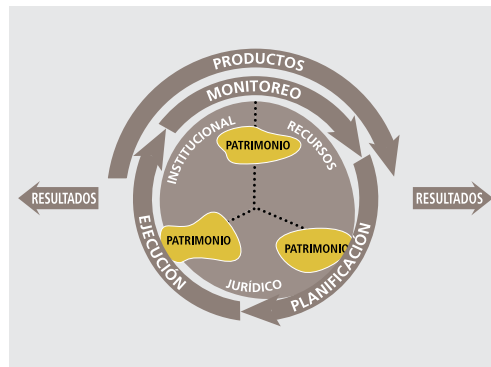 PRODUCTOS
MONITOREO
INSTITUCIONAL
RECURSOS
PATRIMONIO
RESULTADOS
RESULTADOS
EJECUCIÓN
PATRIMONIO
PATRIMONIO
PLANIFICACIÓN
JURÍDICO